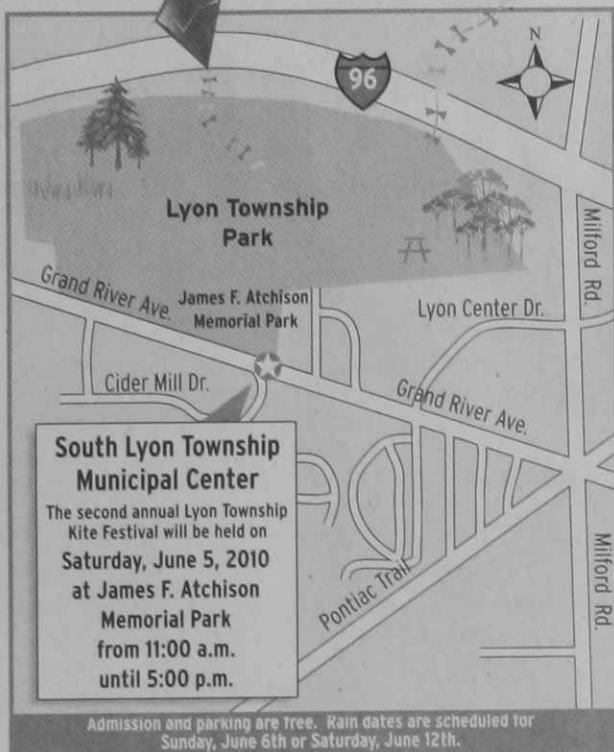 96
N
Lyon Township
Park
Milford Rd.
Grand River Ave.
James F. Atchison
Memorial Park
Lyon Center Dr.
Cider Mill Dr.
Grand River Ave.
South Lyon Township
Municipal Center
The second annual Lyon Township
Kite Festival will be held on
Saturday, June 5, 2010
at James F. Atchison
Memorial Park
from 11:00 a.m.
until 5:00 p.m.
Pontiac Trail
Milford Rd.
Admission and parking are free. Rain dates are scheduled for
Sunday, June 6th or Saturday, June 12th.